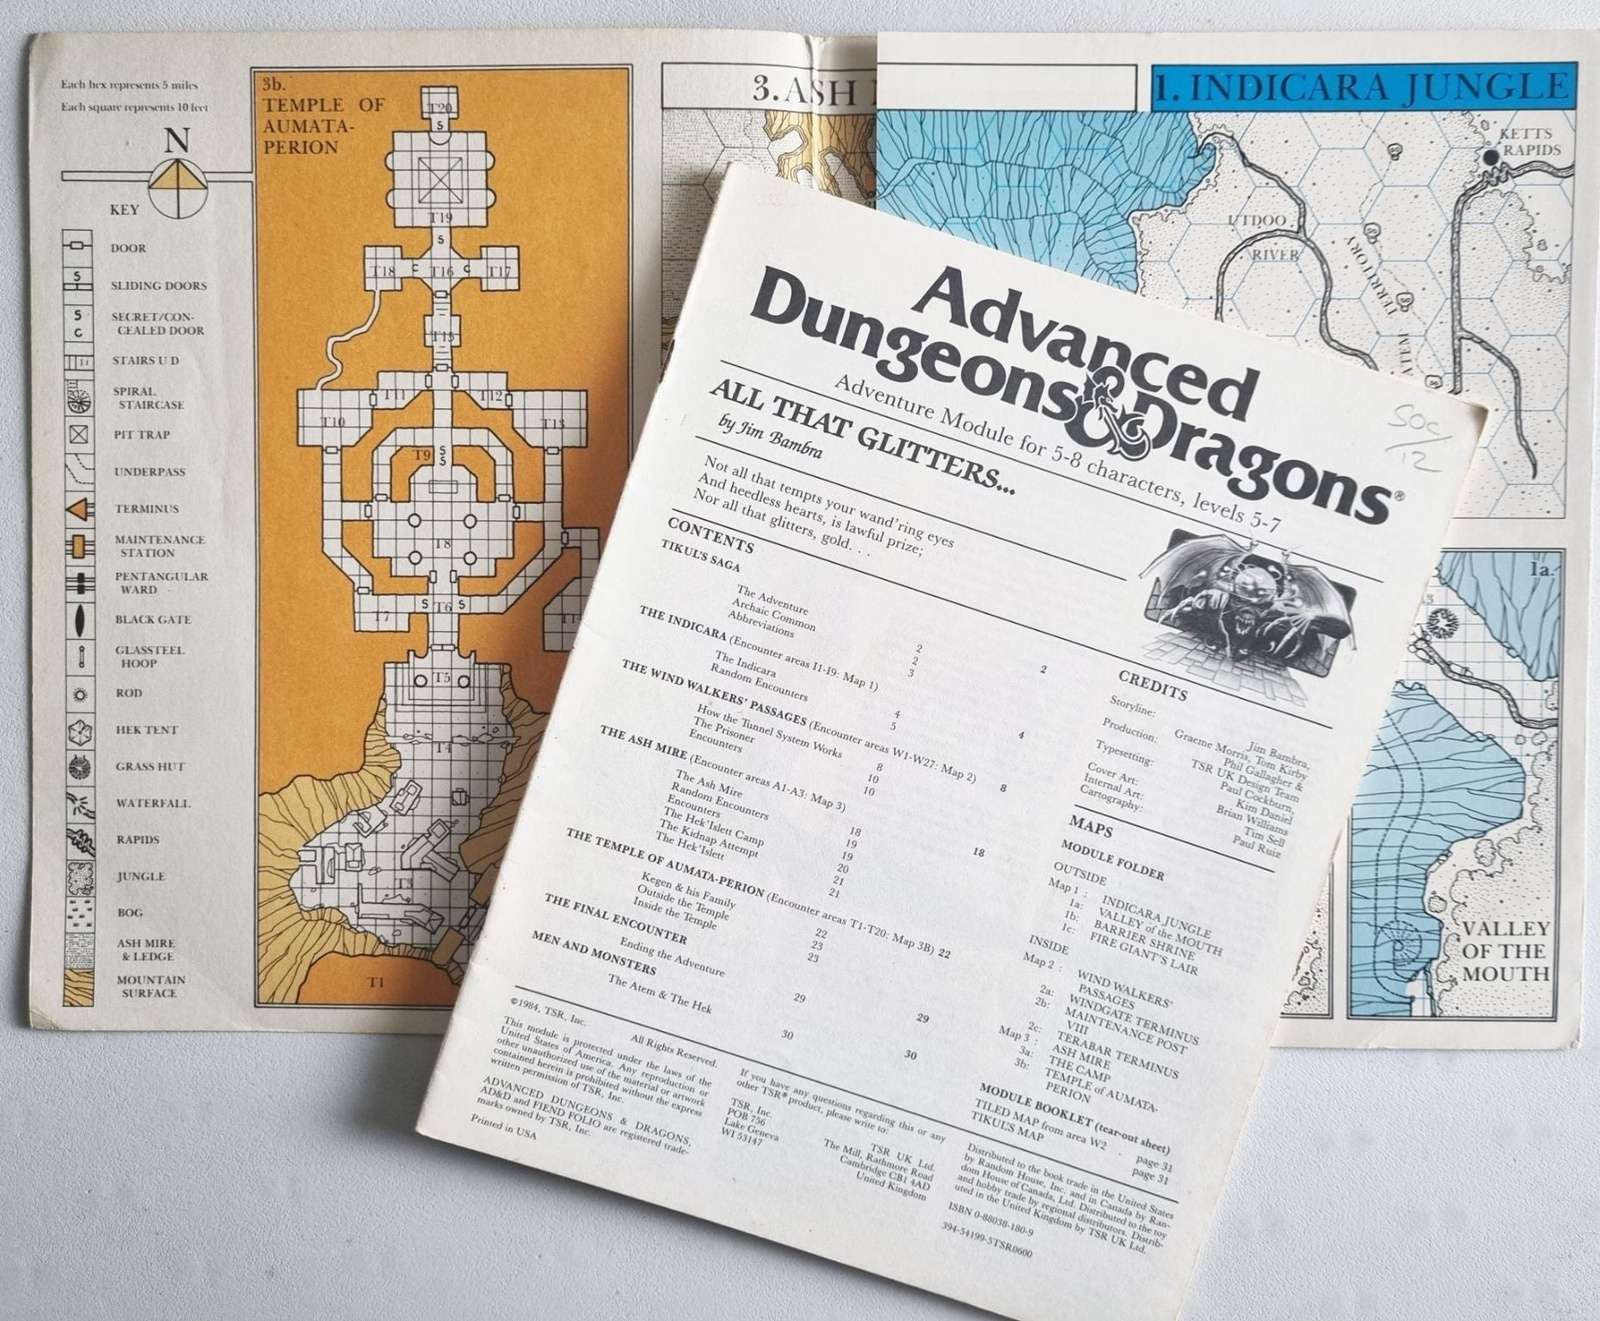 Each hex represents 5 miles
Each square represents 10 feet
N
KEY
DOOR
S
SLIDING DOORS
S
C
SECRET/CON-
CEALED DOOR
STAIRS U D
SPIRAL
STAIRCASE
PIT TRAP
UNDERPASS
TERMINUS
MAINTENANCE
STATION
PENTANGULAR
WARD
BLACK GATE
GLASSTEEL
HOOP
ROD
HEK TENT
GRASS HUT
WATERFALL
RAPIDS
JUNGLE
BOG
ASH MIRE
& LEDGE
MOUNTAIN
SURFACE
3b.
TEMPLE OF
AUMATA-
PERION
T20
S
T19
S
T18
C
T16
C
T17
T15
T11
T12
T10
T13
T9
S
S
T8
T7
S
T6
S
T5
T4
T3
T1
3. ASH
1. INDICARA JUNGLE
KETTS
RAPIDS
UTDOO
RIVER
TERRITORY
1a.
VALLEY
OF THE
MOUTH
Advanced
Dungeons & Dragons®
Adventure Module for 5-8 characters, levels 5-7
50c/
12
ALL THAT GLITTERS...
by Jim Bambra
Not all that tempts your wand'ring eyes
And heedless hearts, is lawful prize;
Nor all that glitters, gold. . .
CONTENTS
TIKUL'S SAGA 2
The Adventure 2
Archaic Common 2
Abbreviations 3
THE INDICARA (Encounter areas I1-I9: Map 1) 4
The Indicara 4
Random Encounters 5
THE WIND WALKERS' PASSAGES (Encounter areas W1-W27: Map 2) 8
How the Tunnel System Works 8
The Prisoner 10
Encounters 10
THE ASH MIRE (Encounter areas A1-A3: Map 3) 18
The Ash Mire 18
Random Encounters 19
Encounters 19
The Hek'Islett Camp 20
The Kidnap Attempt 21
The Hek'Islett 21
THE TEMPLE OF AUMATA-PERION (Encounter areas T1-T20: Map 3B) 22
Kegen & his Family 22
Outside the Temple 23
Inside the Temple 23
THE FINAL ENCOUNTER 29
Ending the Adventure 29
MEN AND MONSTERS 30
The Atem & The Hek 30
CREDITS
Storyline: Jim Bambra,
Graeme Morris, Tom Kirby
Phil Gallagher &
Production: TSR UK Design Team
Typesetting: Paul Cockburn,
Kim Daniel
Cover Art: Brian Williams
Internal Art: Tim Sell
Cartography: Paul Ruiz
MAPS
MODULE FOLDER
OUTSIDE
Map 1 : INDICARA JUNGLE
1a: VALLEY of the MOUTH
1b: BARRIER SHRINE
1c: FIRE GIANT'S LAIR
INSIDE
Map 2 : WIND WALKERS'
PASSAGES
2a: WINDGATE TERMINUS
2b: MAINTENANCE POST
VIII
2c: TERABAR TERMINUS
Map 3 : ASH MIRE
3a: THE CAMP
3b: TEMPLE of AUMATA-
PERION
MODULE BOOKLET (tear-out sheet)
TILED MAP from area W2 . page 31
TIKUL'S MAP page 31
©1984, TSR, Inc. All Rights Reserved.
This module is protected under the laws of the
United States of America. Any reproduction or
other unauthorized use of the material or artwork
contained herein is prohibited without the express
written permission of TSR, Inc.
ADVANCED DUNGEONS & DRAGONS,
AD&D and FIEND FOLIO are registered trade-
marks owned by TSR, Inc.
Printed in USA
If you have any questions regarding this or any
other TSR® product, please write to:
TSR, Inc.
POB 756
Lake Geneva
WI 53147
TSR UK Ltd.
The Mill, Rathmore Road
Cambridge CB1 4AD
United Kingdom
Distributed to the book trade in the United States
by Random House, Inc. and in Canada by Ran-
dom House of Canada, Ltd. Distributed to the toy
and hobby trade by regional distributors. Distrib-
uted in the United Kingdom by TSR UK Ltd.
ISBN 0-88038-180-9
394-54199-5TSR0600